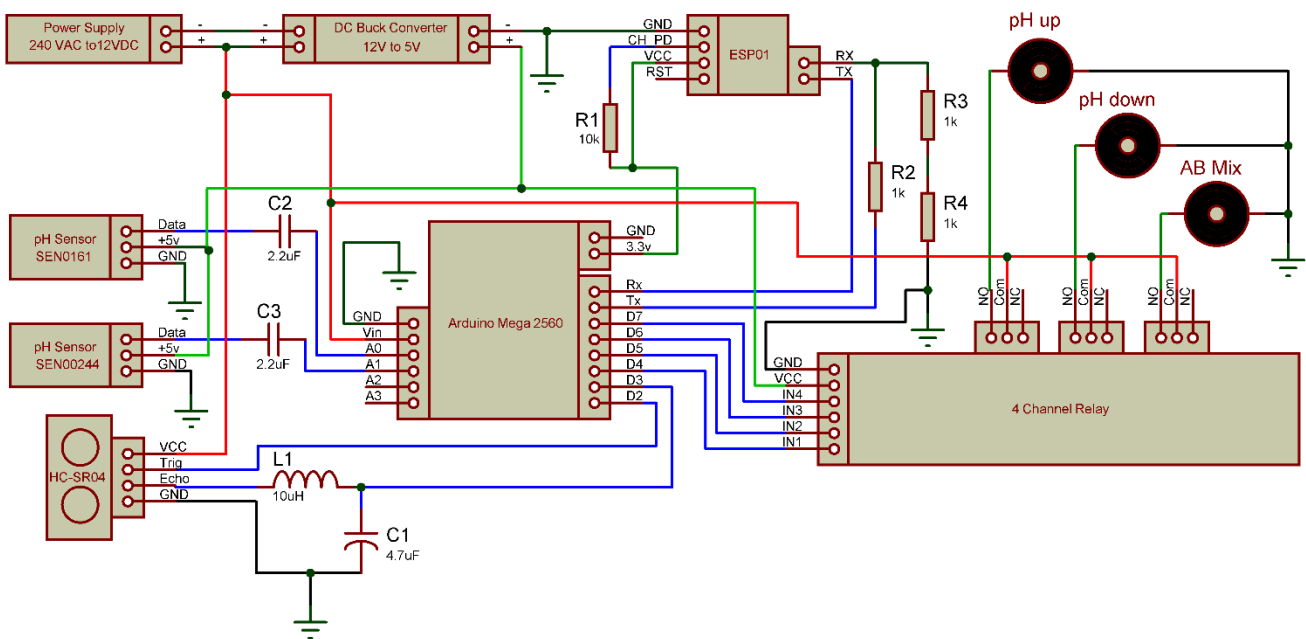 Power Supply
240 VAC to12VDC
-
+
-
+
DC Buck Converter
12V to 5V
-
+
GND
CH_PD
VCC
RST
ESP01
RX
TX
pH up
pH down
AB Mix
R1
10k
R3
1k
R2
1k
R4
1k
pH Sensor
SEN0161
Data
+5v
GND
C2
2.2uF
pH Sensor
SEN00244
Data
+5v
GND
C3
2.2uF
Arduino Mega 2560
GND
3.3v
GND
Vin
A0
A1
A2
A3
Rx
Tx
D7
D6
D5
D4
D3
D2
NO
Com
NC
NO
Com
NC
NO
Com
NC
GND
VCC
IN4
IN3
IN2
IN1
4 Channel Relay
HC-SR04
VCC
Trig
Echo
GND
L1
10uH
C1
4.7uF